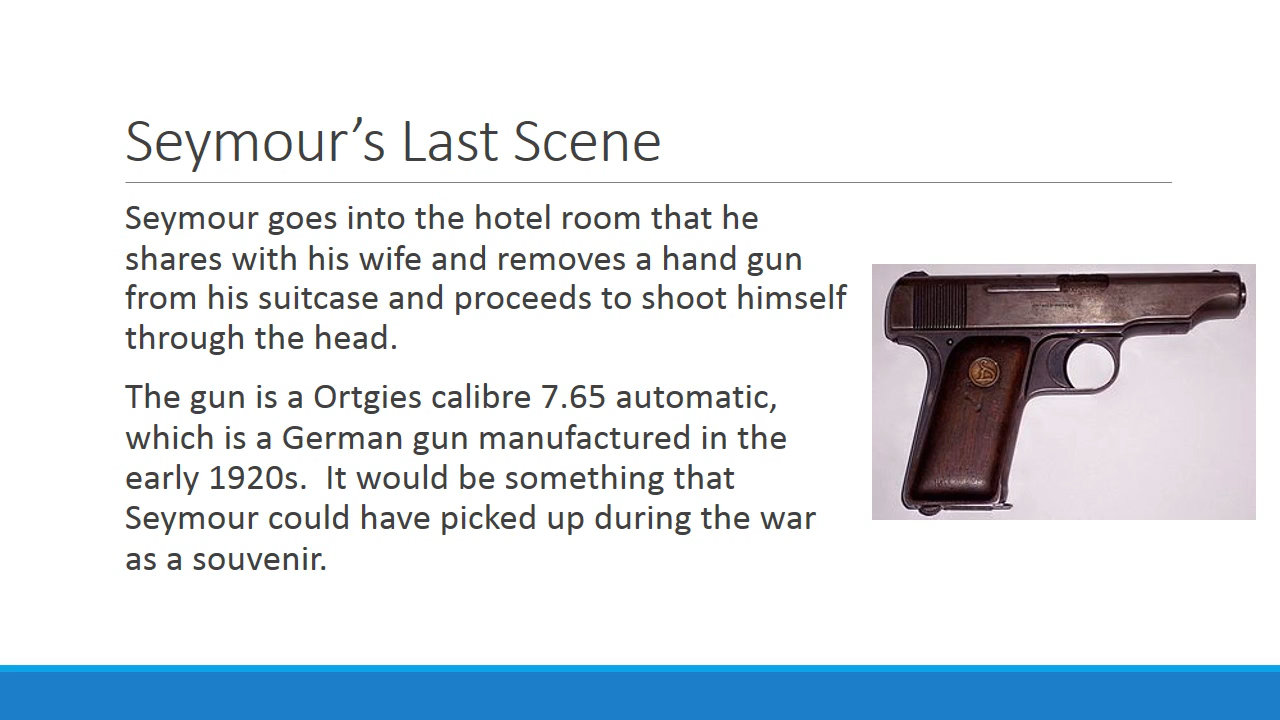 Seymour’s Last Scene
Seymour goes into the hotel room that he
shares with his wife and removes a hand gun
from his suitcase and proceeds to shoot himself
through the head.
The gun is a Ortgies calibre 7.65 automatic,
which is a German gun manufactured in the
early 1920s.  It would be something that
Seymour could have picked up during the war
as a souvenir.